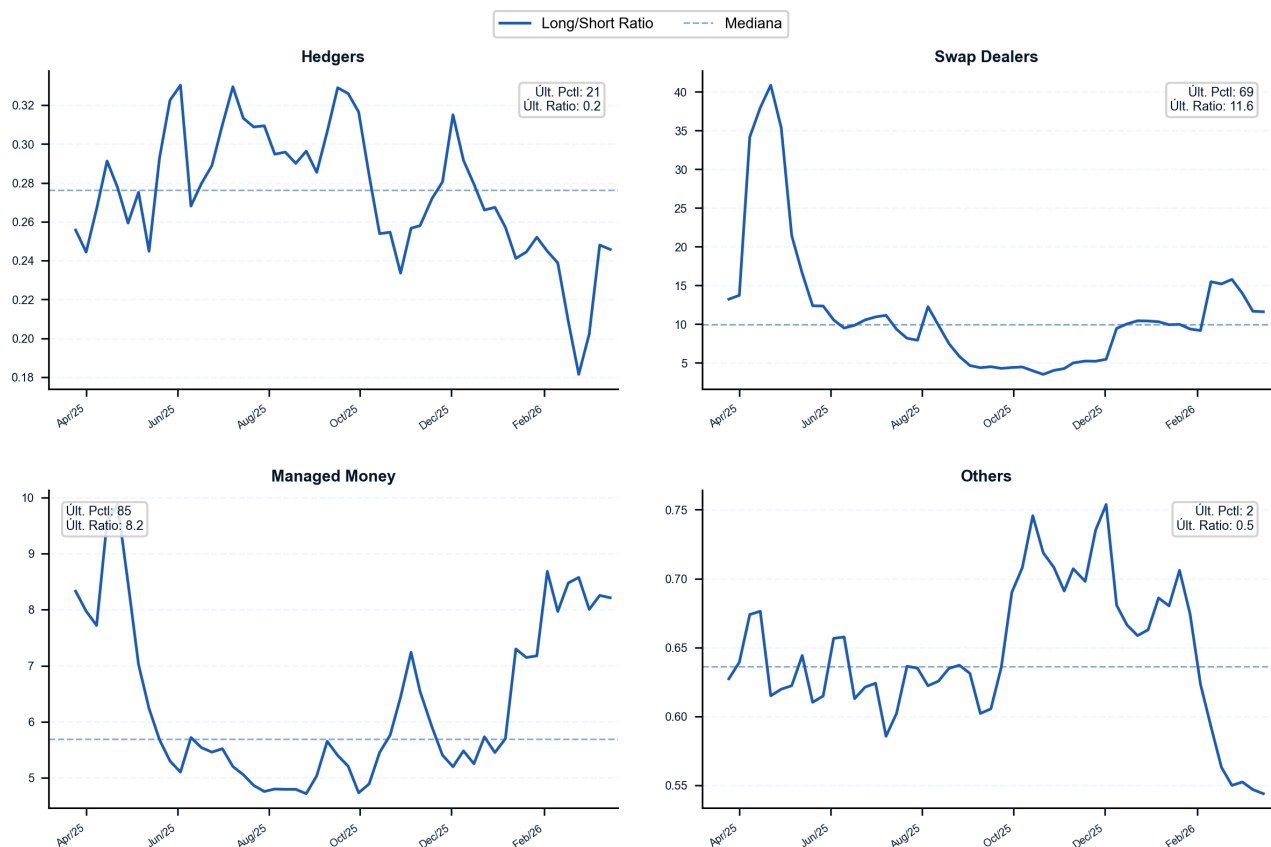 Long/Short Ratio
Mediana
Hedgers
Últ. Pctl: 21
Últ. Ratio: 0.2
0.32
0.30
0.28
0.26
0.24
0.22
0.20
0.18
Apr/25
Jun/25
Aug/25
Oct/25
Dec/25
Feb/26
Swap Dealers
Últ. Pctl: 69
Últ. Ratio: 11.6
40
35
30
25
20
15
10
5
Apr/25
Jun/25
Aug/25
Oct/25
Dec/25
Feb/26
Managed Money
Últ. Pctl: 85
Últ. Ratio: 8.2
10
9
8
7
6
5
Apr/25
Jun/25
Aug/25
Oct/25
Dec/25
Feb/26
Others
Últ. Pctl: 2
Últ. Ratio: 0.5
0.75
0.70
0.65
0.60
0.55
Apr/25
Jun/25
Aug/25
Oct/25
Dec/25
Feb/26